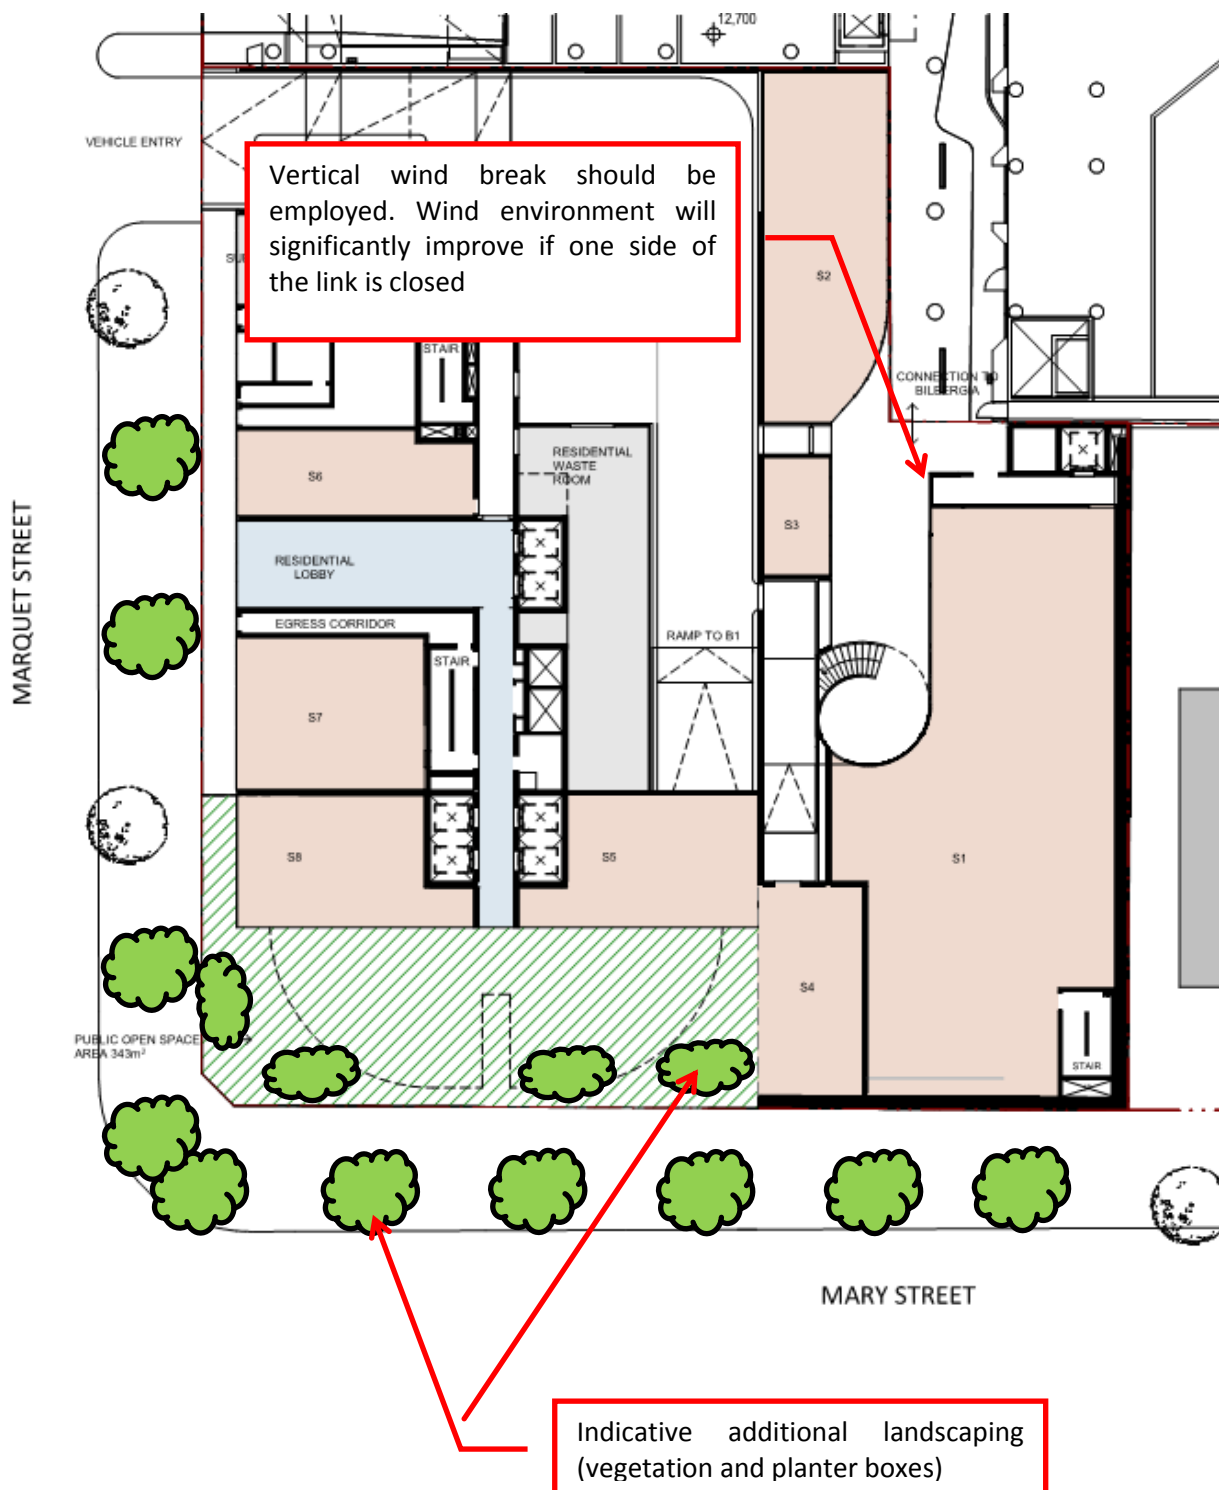 12,700
VEHICLE ENTRY
Vertical wind break should be
employed. Wind environment will
significantly improve if one side of
the link is closed
S2
STAIR
CONNECTION TO
BILBERGIA
RESIDENTIAL
WASTE
ROOM
S6
S3
RESIDENTIAL
LOBBY
EGRESS CORRIDOR
RAMP TO B1
STAIR
MARQUET STREET
S7
S8
S5
S1
S4
PUBLIC OPEN SPACE
AREA 343m²
STAIR
MARY STREET
Indicative additional landscaping
(vegetation and planter boxes)